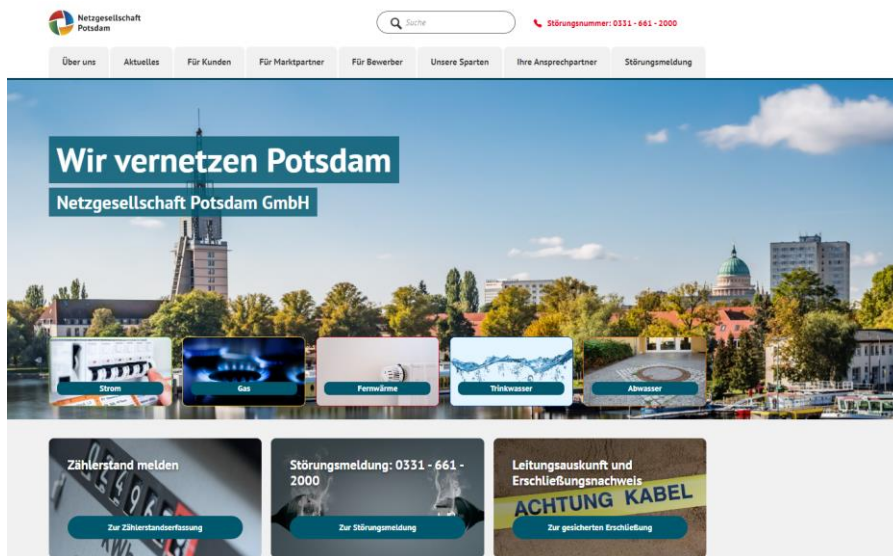 Netzgesellschaft
Potsdam
Suche
Störungsnummer: 0331 - 661 - 2000
Über uns
Aktuelles
Für Kunden
Für Marktpartner
Für Bewerber
Unsere Sparten
Ihre Ansprechpartner
Störungsmeldung
Wir vernetzen Potsdam
Netzgesellschaft Potsdam GmbH
Strom
Gas
Fernwärme
Trinkwasser
Abwasser
Zählerstand melden
Zur Zählerstandserfassung
kWh
Störungsmeldung: 0331 - 661 -
2000
Zur Störungsmeldung
Leitungsauskunft und
Erschließungsnachweis
ACHTUNG KABEL
Zur gesicherten Erschließung